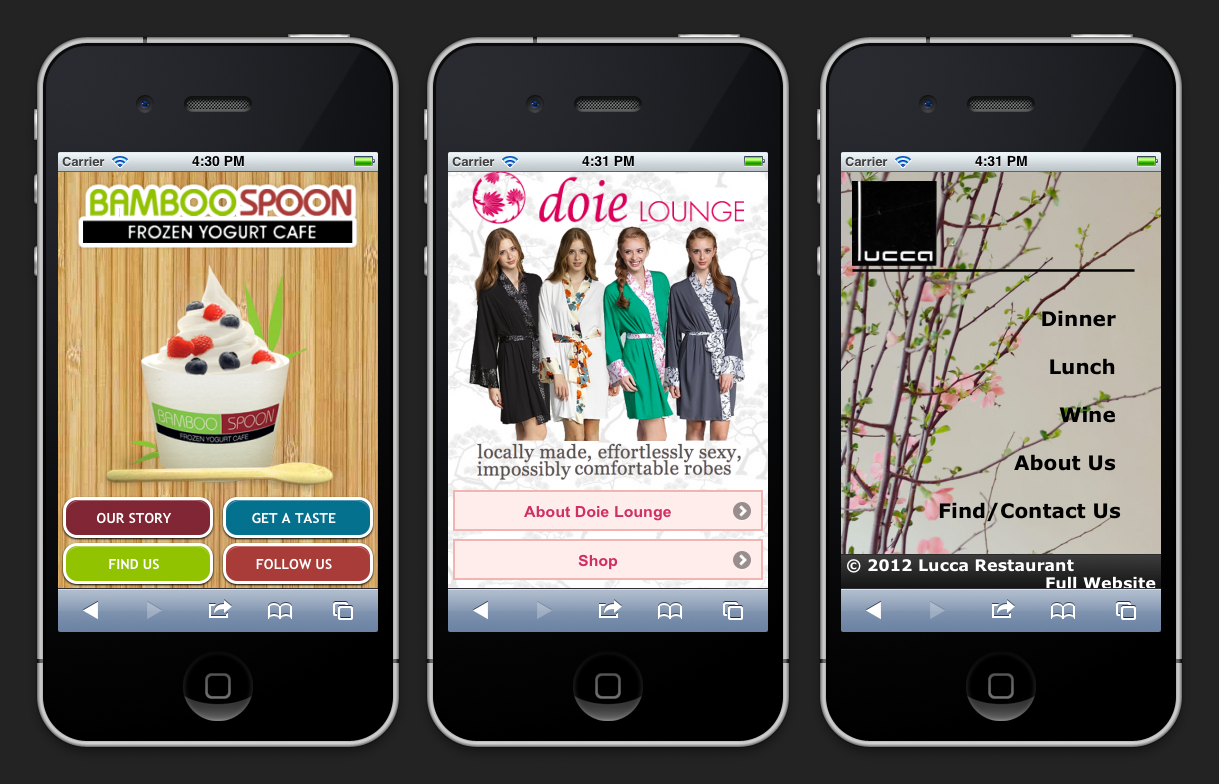 Carrier 4:30 PM
BAMBOO SPOON
FROZEN YOGURT CAFE
BAMBOO SPOON
FROZEN YOGURT CAFE
OUR STORY
GET A TASTE
FIND US
FOLLOW US
Carrier 4:31 PM
doie LOUNGE
locally made, effortlessly sexy,
impossibly comfortable robes
About Doie Lounge
Shop
Carrier 4:31 PM
lucca
Dinner
Lunch
Wine
About Us
Find/Contact Us
© 2012 Lucca Restaurant
Full Website